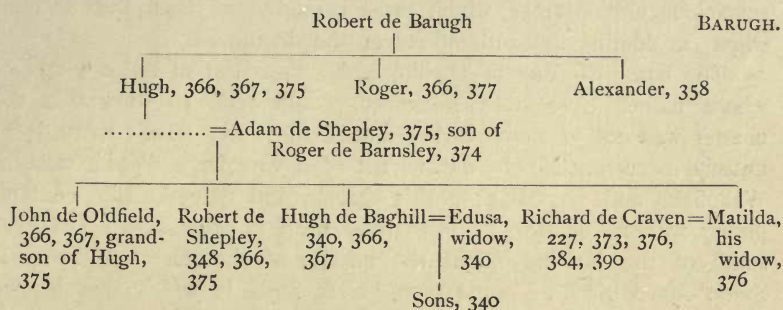 Robert de Barugh BARUGH.
Hugh, 366, 367, 375 Roger, 366, 377 Alexander, 358
............... = Adam de Shepley, 375, son of
Roger de Barnsley, 374
John de Oldfield,
366, 367, grand-
son of Hugh,
375
Robert de
Shepley,
348, 366,
375
Hugh de Baghill=
340, 366,
367
Edusa,
widow,
340
Sons, 340
Richard de Craven=
227, 373, 376,
384, 390
Matilda,
his
widow,
376